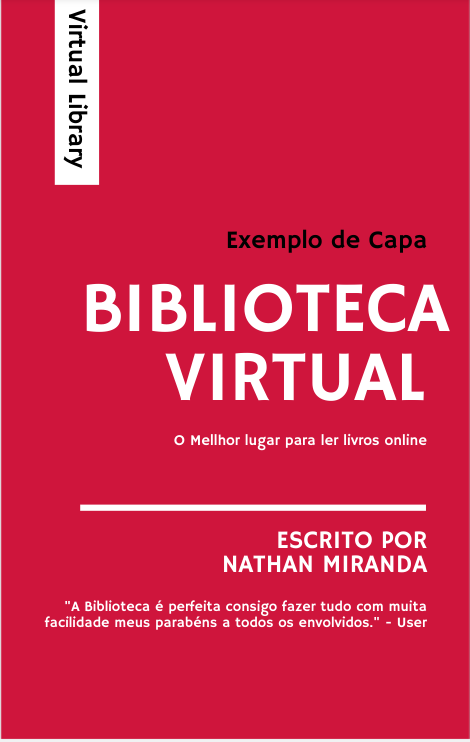 Virtual Library
Exemplo de Capa
BIBLIOTECA
VIRTUAL
O Mellhor lugar para ler livros online
ESCRITO POR
NATHAN MIRANDA
"A Biblioteca é perfeita consigo fazer tudo com muita
facilidade meus parabéns a todos os envolvidos." - User